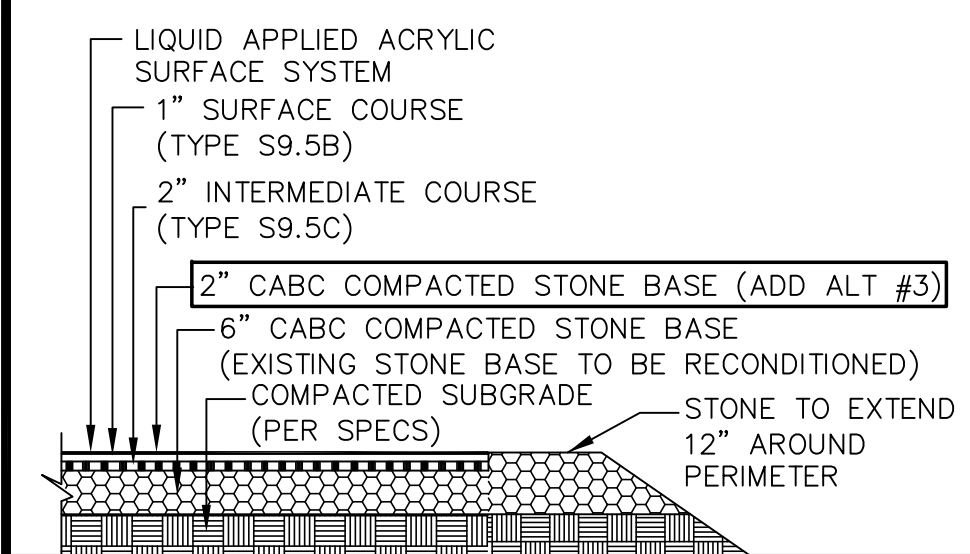 LIQUID APPLIED ACRYLIC
SURFACE SYSTEM
1” SURFACE COURSE
(TYPE S9.5B)
2” INTERMEDIATE COURSE
(TYPE S9.5C)
2” CABC COMPACTED STONE BASE (ADD ALT #3)
6” CABC COMPACTED STONE BASE
(EXISTING STONE BASE TO BE RECONDITIONED)
COMPACTED SUBGRADE
(PER SPECS)
STONE TO EXTEND
12” AROUND
PERIMETER